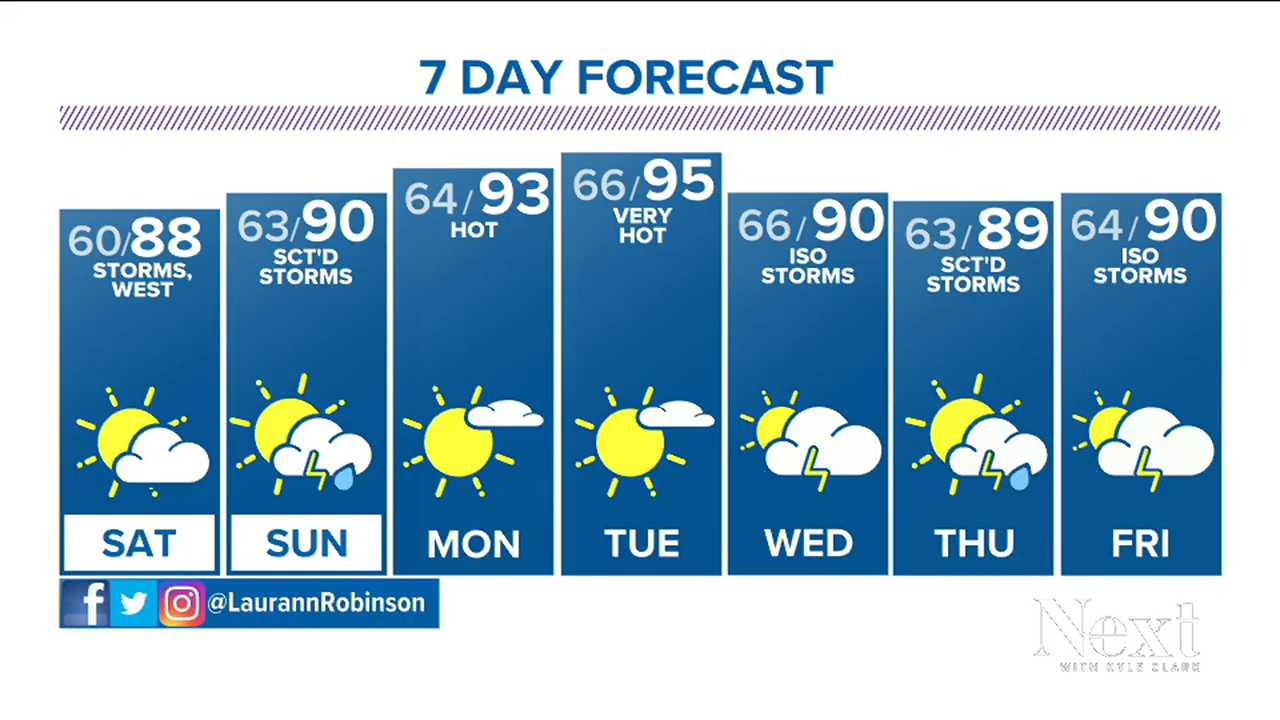 7 DAY FORECAST
60/88
STORMS,
WEST
SAT
63/90
SCT'D
STORMS
SUN
64/93
HOT
MON
66/95
VERY
HOT
TUE
66/90
ISO
STORMS
WED
63/89
SCT'D
STORMS
THU
64/90
ISO
STORMS
FRI
@LaurannRobinson
Next
WITH KYLE CLARK